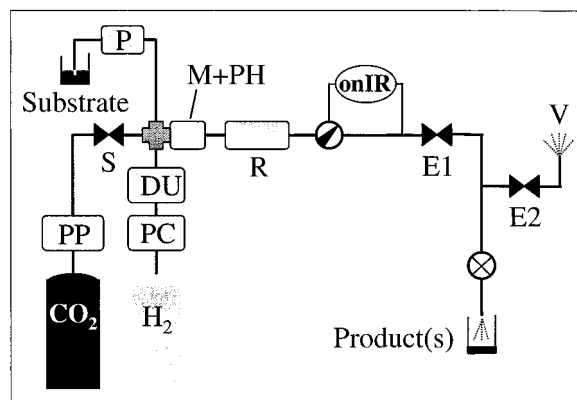 P
M+PH
onIR
Substrate
V
S
R
E1
DU
E2
PP
PC
CO₂
H₂
Product(s)